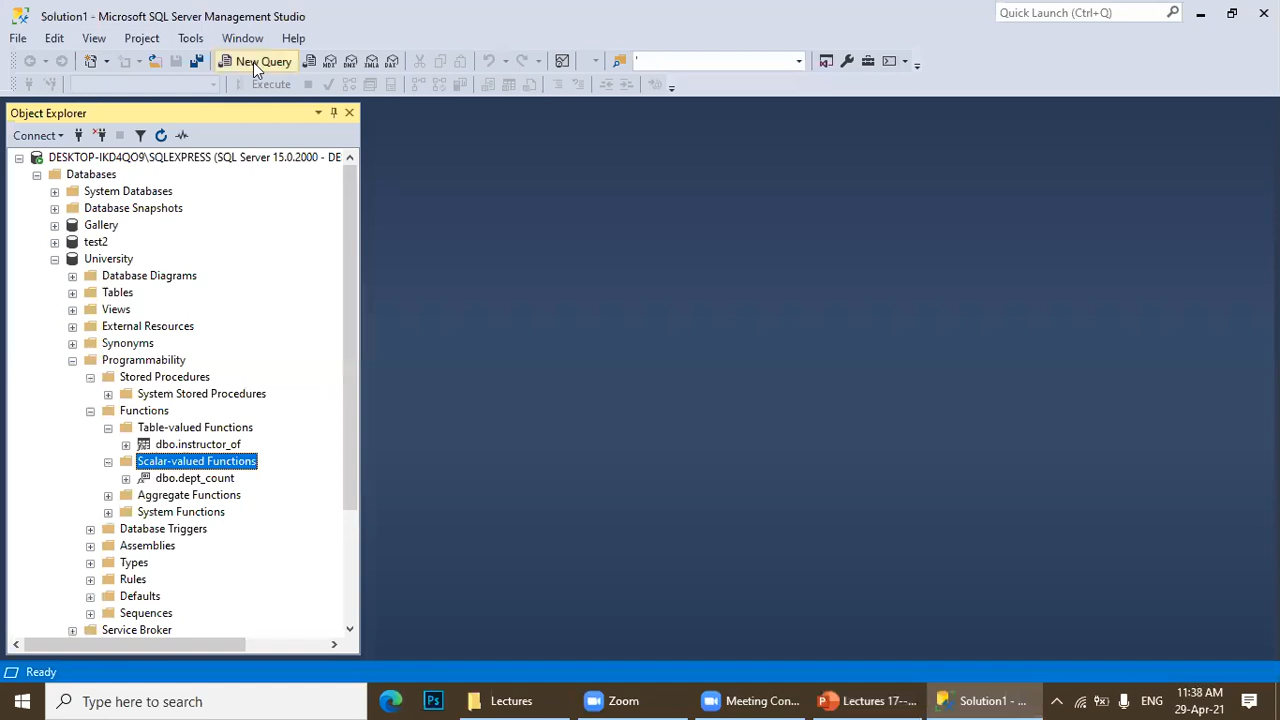 Solution1 - Microsoft SQL Server Management Studio
Quick Launch (Ctrl+Q)
File Edit View Project Tools Window Help
New Query
MDX DMX XMLA DAX
'
Execute
Object Explorer
Connect
DESKTOP-IKD4QO9\SQLEXPRESS (SQL Server 15.0.2000 - DE
Databases
System Databases
Database Snapshots
Gallery
test2
University
Database Diagrams
Tables
Views
External Resources
Synonyms
Programmability
Stored Procedures
System Stored Procedures
Functions
Table-valued Functions
dbo.instructor_of
Scalar-valued Functions
dbo.dept_count
Aggregate Functions
System Functions
Database Triggers
Assemblies
Types
Rules
Defaults
Sequences
Service Broker
Ready
Type here to search
Ps
Lectures
Zoom
Meeting Con...
Lectures 17--...
Solution1 - ...
ENG
11:38 AM
29-Apr-21